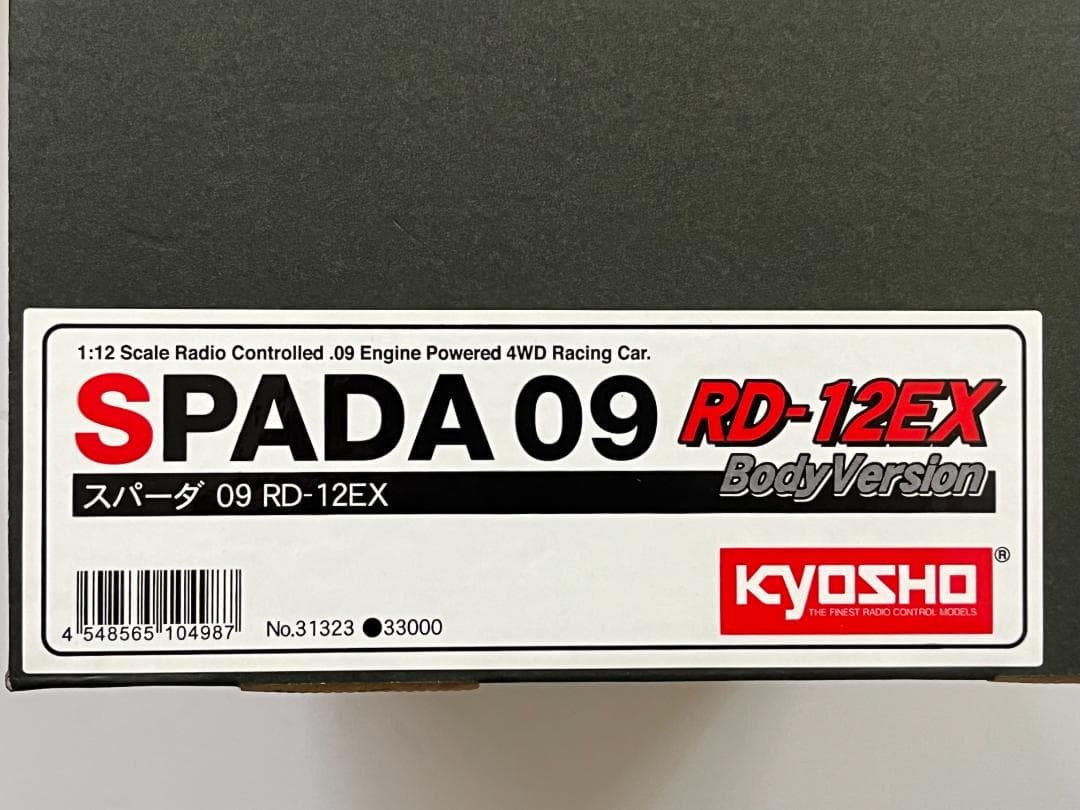 1:12 Scale Radio Controlled .09 Engine Powered 4WD Racing Car.
SPADA 09 RD-12EX
Body Version
スパーダ 09 RD-12EX
KYOSHO ®
THE FINEST RADIO CONTROL MODELS
4 548565 104987
No.31323 ●33000